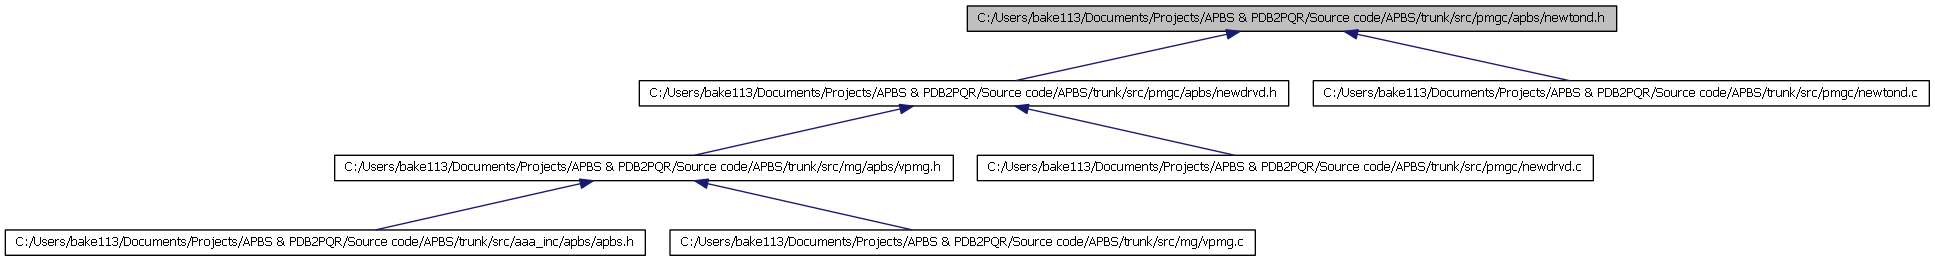 C:/Users/bake113/Documents/Projects/APBS & PDB2PQR/Source code/APBS/trunk/src/pmgc/apbs/newtond.h
C:/Users/bake113/Documents/Projects/APBS & PDB2PQR/Source code/APBS/trunk/src/pmgc/apbs/newdrvd.h
C:/Users/bake113/Documents/Projects/APBS & PDB2PQR/Source code/APBS/trunk/src/pmgc/newtond.c
C:/Users/bake113/Documents/Projects/APBS & PDB2PQR/Source code/APBS/trunk/src/mg/apbs/vpmg.h
C:/Users/bake113/Documents/Projects/APBS & PDB2PQR/Source code/APBS/trunk/src/pmgc/newdrvd.c
C:/Users/bake113/Documents/Projects/APBS & PDB2PQR/Source code/APBS/trunk/src/aaa_inc/apbs/apbs.h
C:/Users/bake113/Documents/Projects/APBS & PDB2PQR/Source code/APBS/trunk/src/mg/vpmg.c